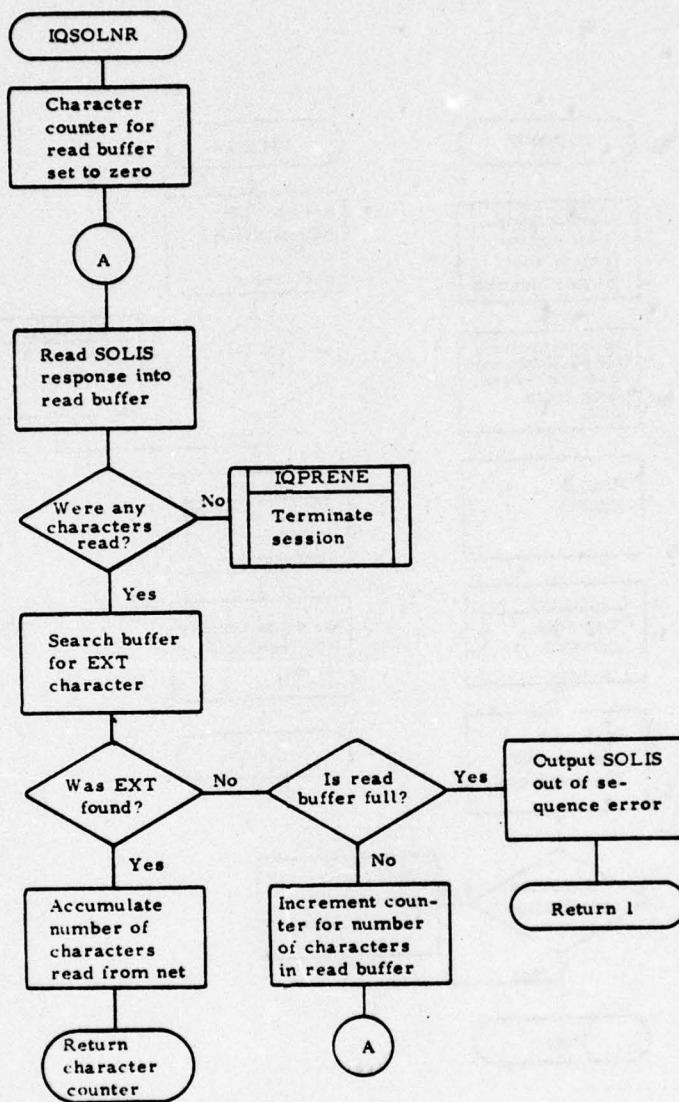 IQSOLNR
Character
counter for
read buffer
set to zero
A
Read SOLIS
response into
read buffer
Were any
characters
read?
No
IQPRENE
Terminate
session
Yes
Search buffer
for EXT
character
Was EXT
found?
No
Is read
buffer full?
Yes
Output SOLIS
out of se-
quence error
Return 1
Yes
Accumulate
number of
characters
read from net
Return
character
counter
No
Increment coun-
ter for number
of characters
in read buffer
A